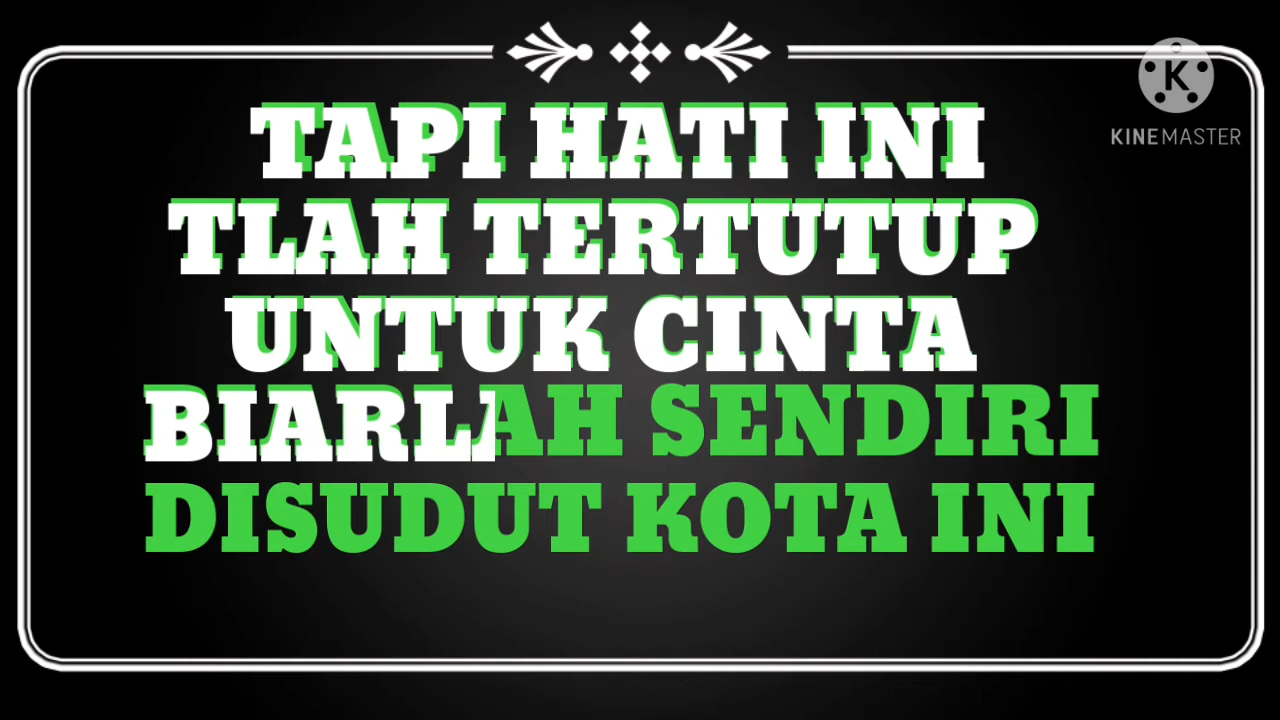 KINEMASTER
TAPI HATI INI
TLAH TERTUTUP
UNTUK CINTA
BIARLAH SENDIRI
DISUDUT KOTA INI